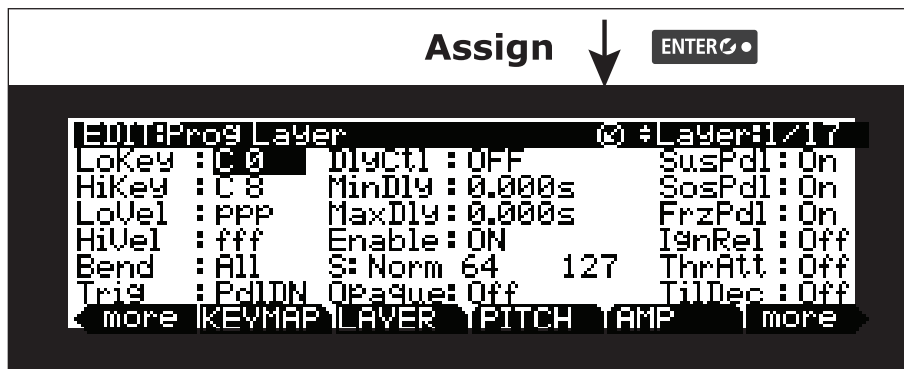 Assign ENTER
EDIT:Prog Layer Layer:1/17
LoKey : C 0 DlyCtl : OFF SusPdl : On
HiKey : C 8 MinDly : 0.000s SosPdl : On
LoVel : ppp MaxDly : 0.000s FrzPdl : On
HiVel : fff Enable : ON IgnRel : Off
Bend : All S: Norm 64 127 ThrAtt : Off
Trig : PdlDN Opaque: Off TilDec : Off
more KEYMAP LAYER PITCH AMP more